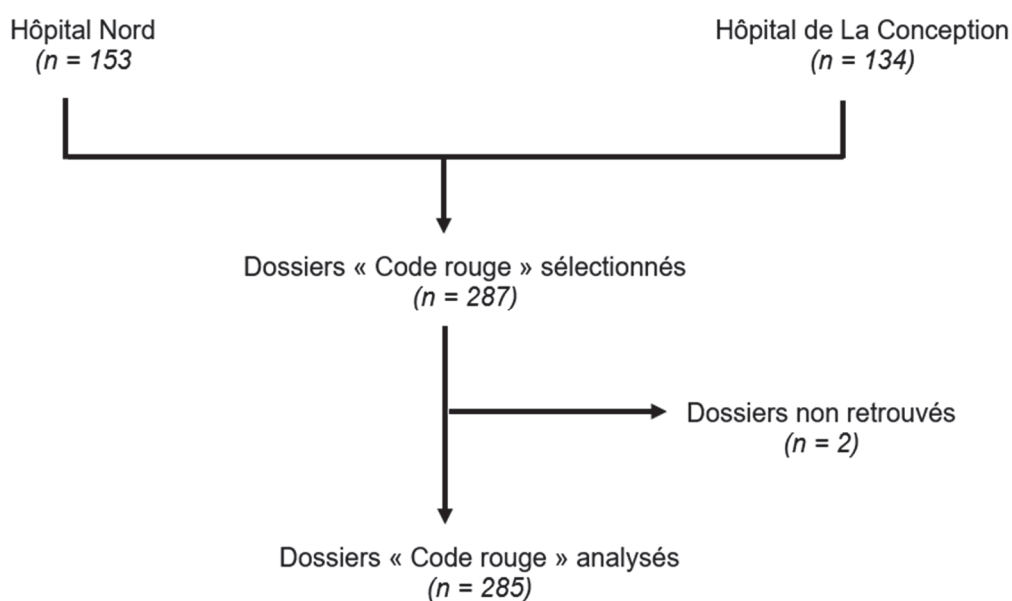 Hôpital Nord
(n = 153
Hôpital de La Conception
(n = 134)
Dossiers « Code rouge » sélectionnés
(n = 287)
Dossiers non retrouvés
(n = 2)
Dossiers « Code rouge » analysés
(n = 285)